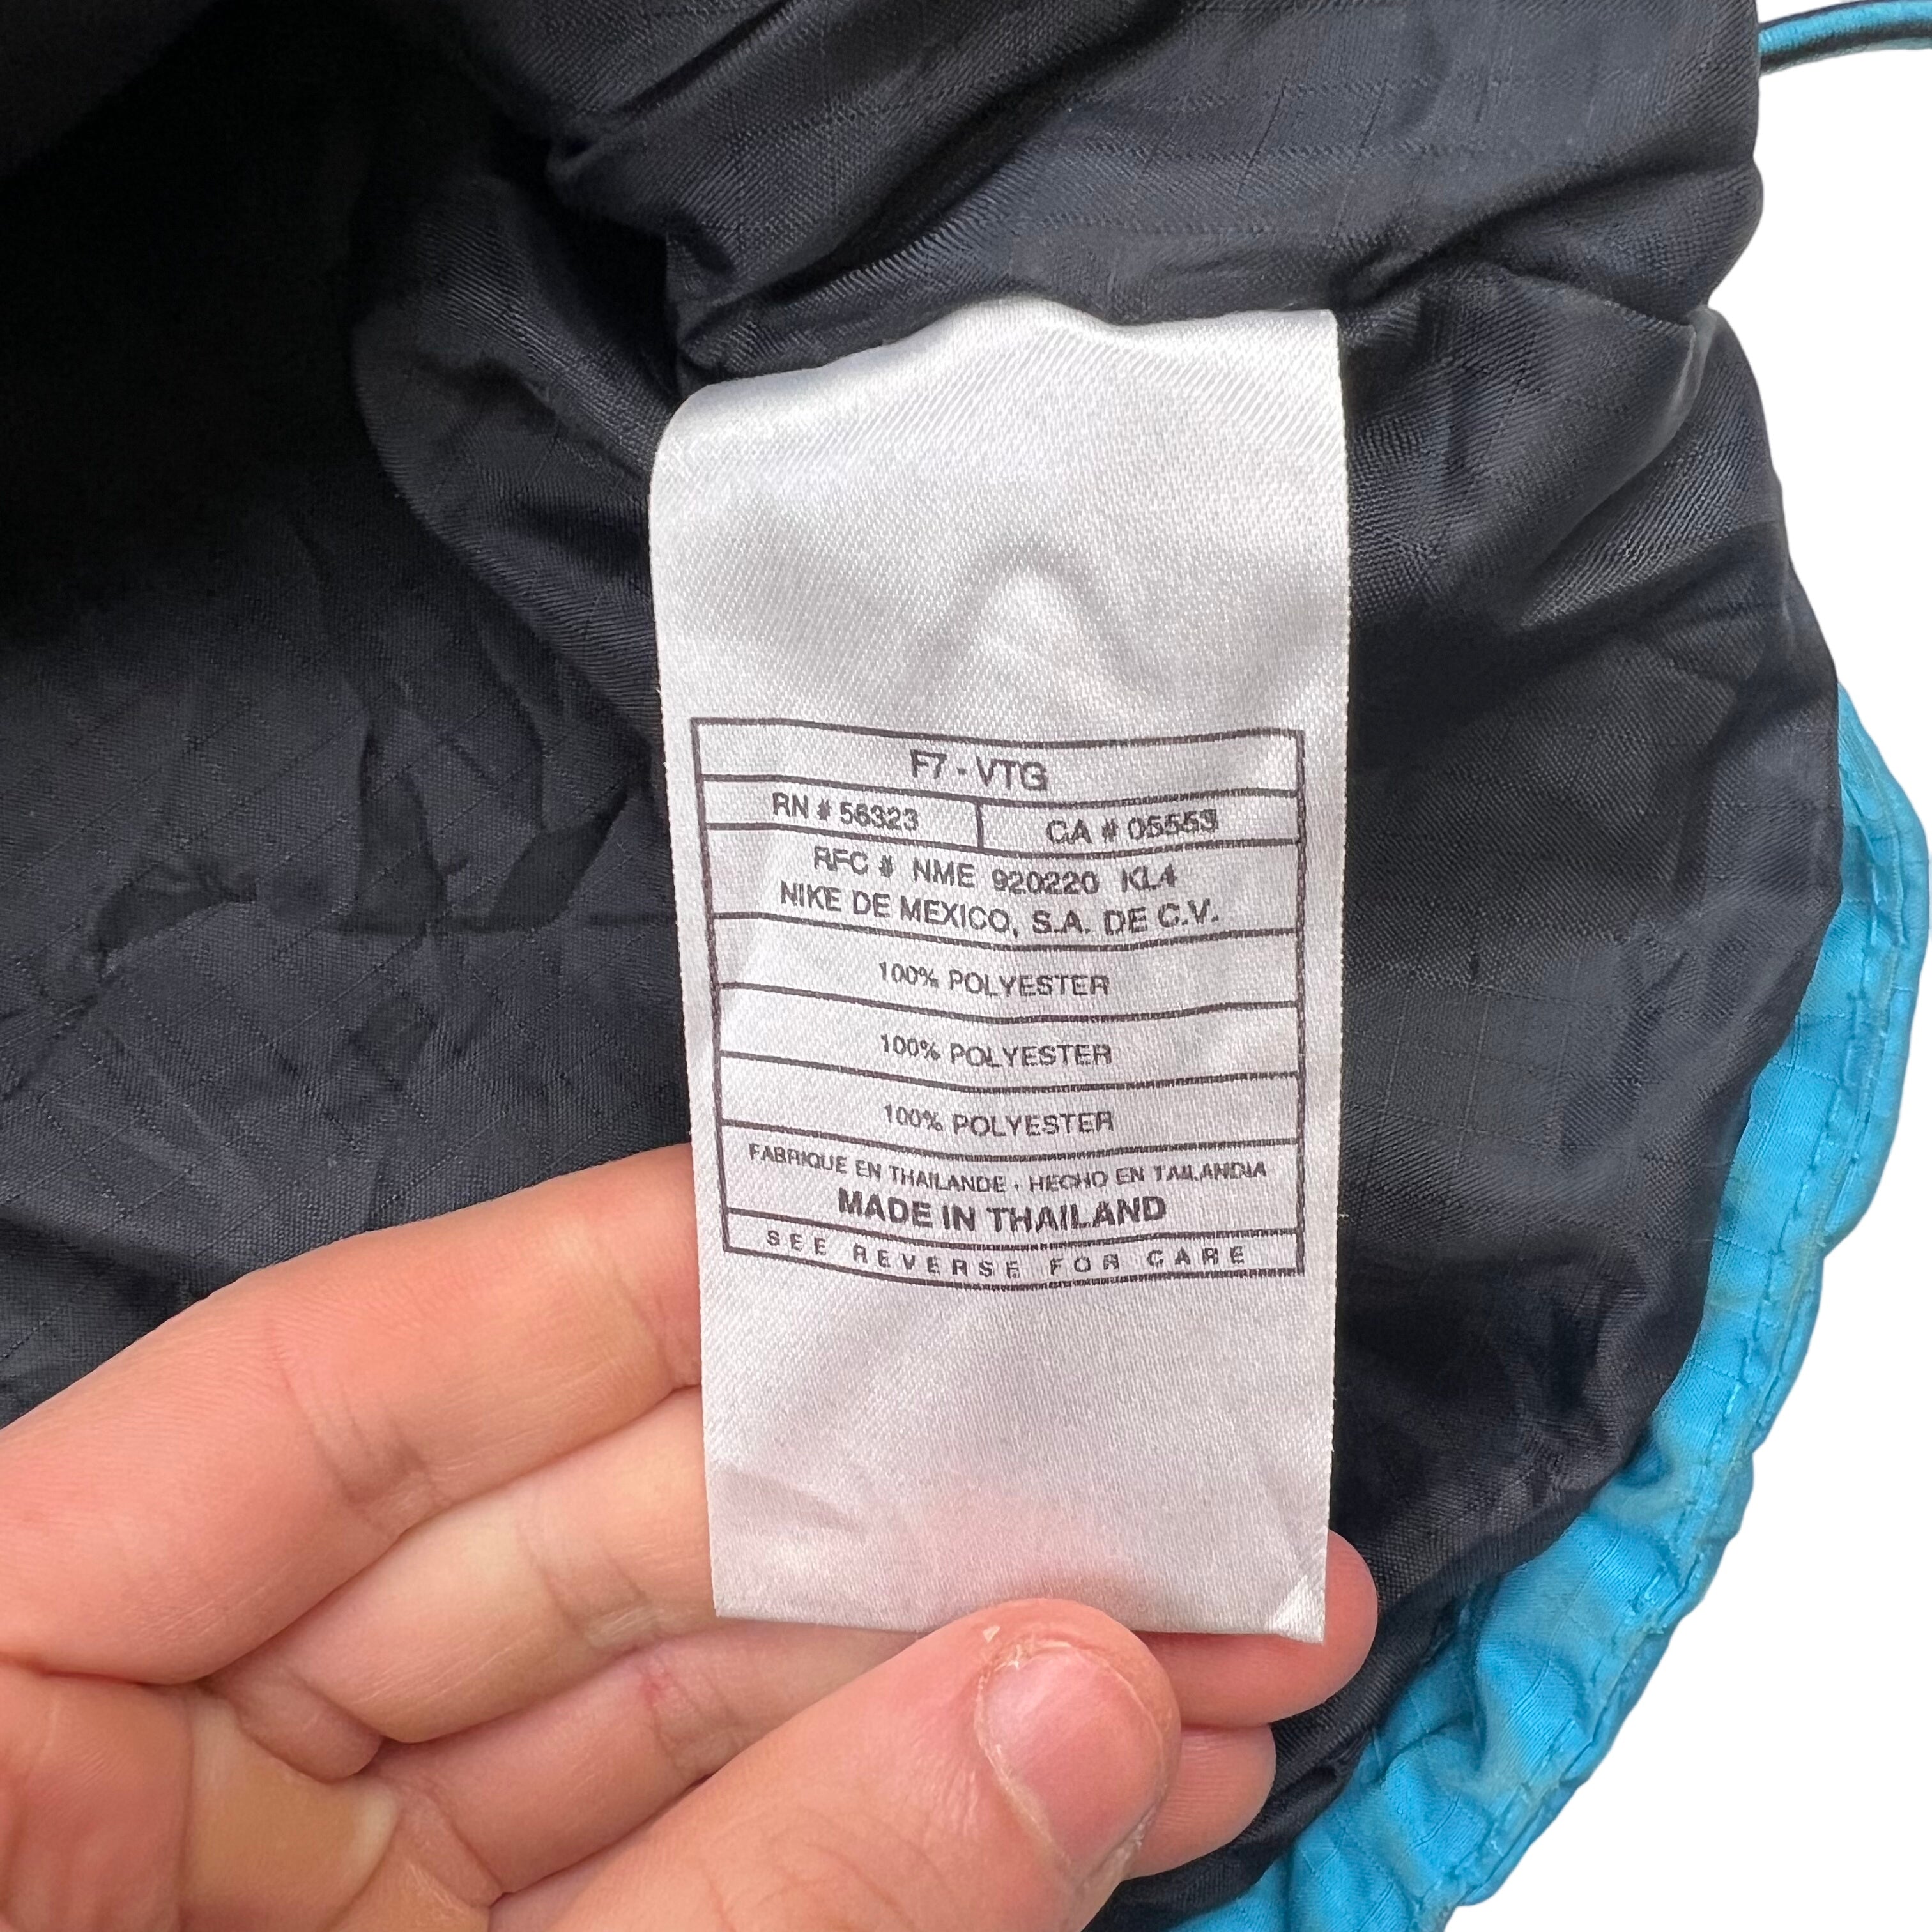 F7 - VTG
RN # 56323 CA # 05553
RFC # NME 920220 KL4
NIKE DE MEXICO, S.A. DE C.V.
100% POLYESTER
100% POLYESTER
100% POLYESTER
FABRIQUE EN THAILANDE • HECHO EN TAILANDIA
MADE IN THAILAND
SEE REVERSE FOR CARE